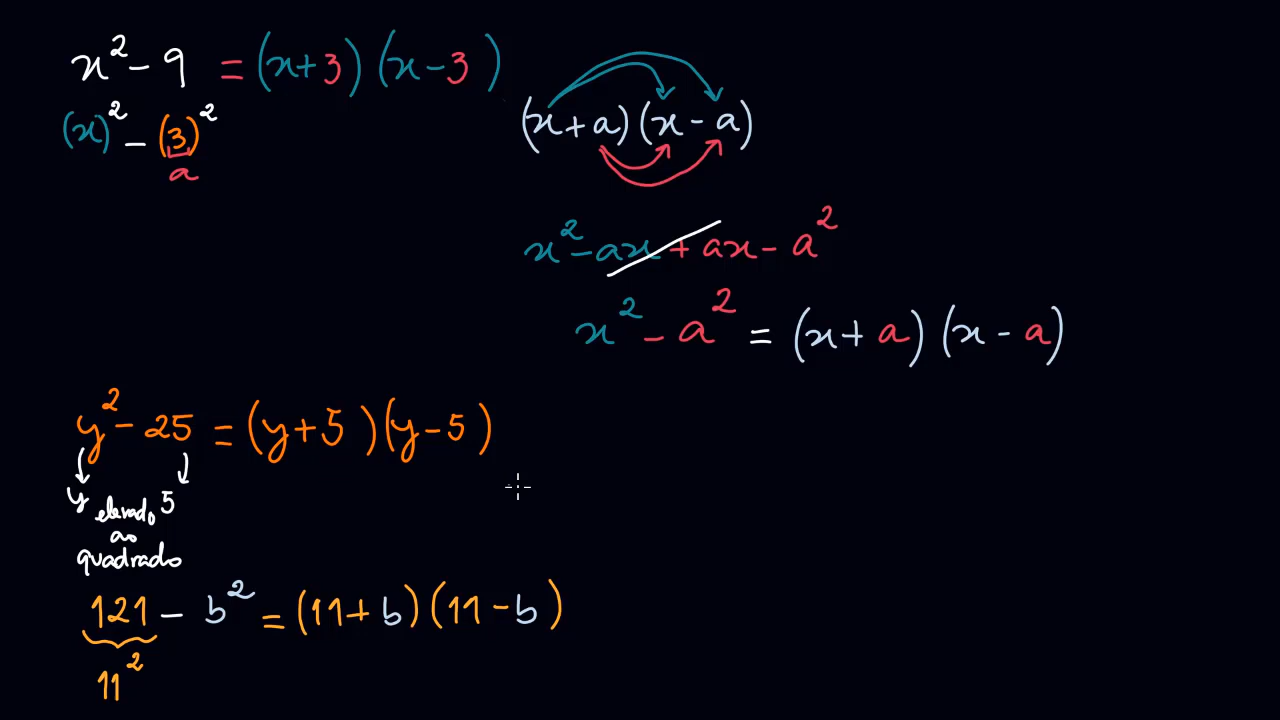 x² - 9 = (x+3)(x-3)
(x)² - (3)²
a
(x+a)(x-a)
x² - ax + ax - a²
x² - a² = (x+a)(x-a)
y² - 25 = (y+5)(y-5)
y elevado 5
ao
quadrado
121 - b² = (11+b)(11-b)
11²